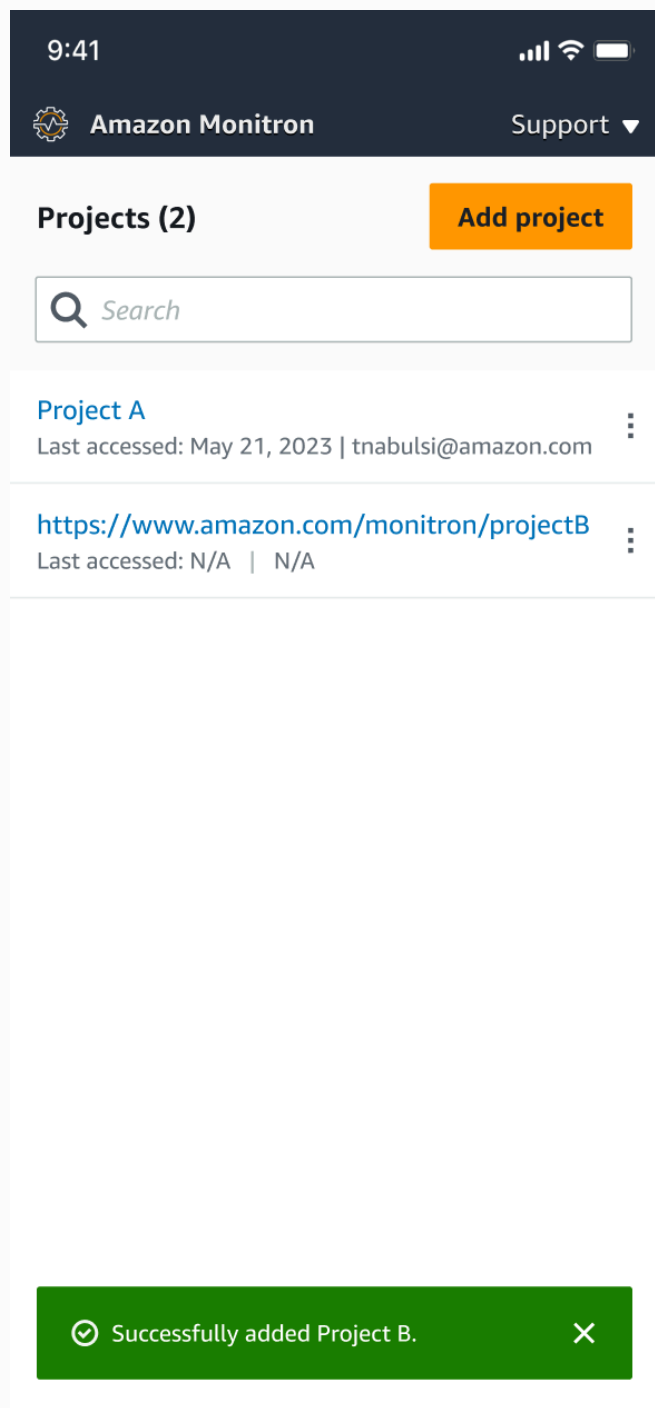 9:41
Amazon Monitron
Support
Projects (2)
Add project
Search
Project A
Last accessed: May 21, 2023 | tnabulsi@amazon.com
https://www.amazon.com/monitron/projectB
Last accessed: N/A | N/A
Successfully added Project B.